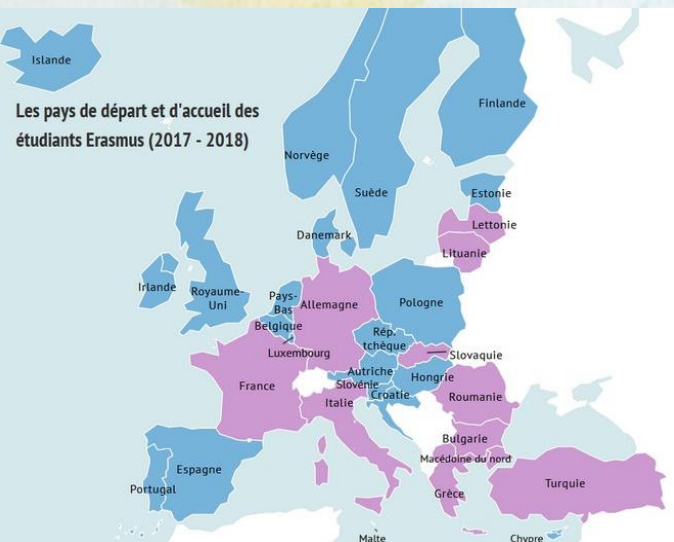 Islande
Les pays de départ et d'accueil des
étudiants Erasmus (2017 - 2018)
Finlande
Norvège
Suède
Estonie
Lettonie
Danemark
Lituanie
Irlande
Royaume-
Uni
Pays-
Bas
Allemagne
Pologne
Belgique
Rép.
tchèque
Luxembourg
Slovaquie
Autriche
Hongrie
France
Slovénie
Croatie
Roumanie
Italie
Bulgarie
Macédoine du nord
Espagne
Portugal
Turquie
Grèce
Malte
Chypre